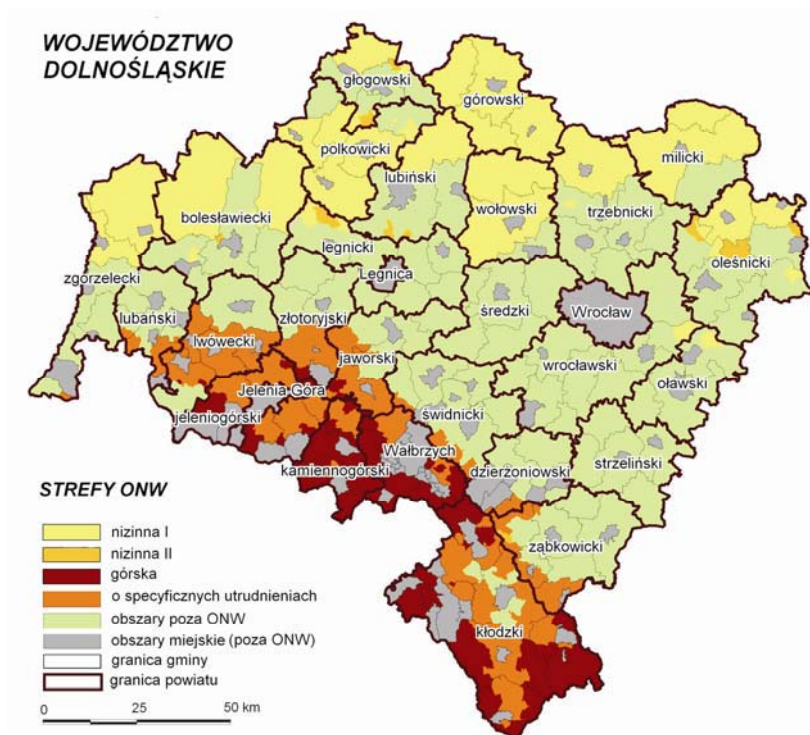 WOJEWÓDZTWO
DOLNOŚLĄSKIE
głogowski
górowski
polkowicki
milicki
lubiński
wołowski
trzebnicki
bolesławiecki
legnicki
oleśnicki
zgorzelecki
Legnica
lubański
złotoryjski
średzki
Wrocław
lwówecki
jaworski
wrocławski
oławski
Jelenia Góra
jeleniogórski
świdnicki
Wałbrzych
kamiennogórski
dzierżoniowski
strzeliński
ząbkowicki
kłodzki
STREFY ONW
nizinna I
nizinna II
górska
o specyficznych utrudnieniach
obszary poza ONW
obszary miejskie (poza ONW)
granica gminy
granica powiatu
0 25 50 km